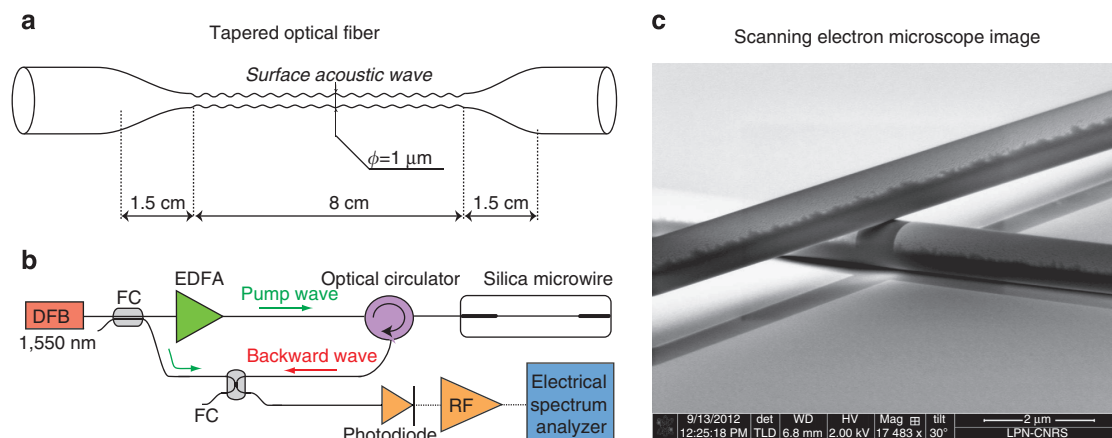 a
Tapered optical fiber
Surface acoustic wave
ϕ=1 μm
1.5 cm
8 cm
1.5 cm
b
EDFA
Optical circulator
Silica microwire
FC
Pump wave
DFB
1,550 nm
Backward wave
FC
Photodiode
RF
Electrical
spectrum
analyzer
c
Scanning electron microscope image
9/13/2012 det WD HV Mag ⊞ tilt 2 μm
12:25:18 PM TLD 6.8 mm 2.00 kV 17 483 x 30° LPN-CNRS